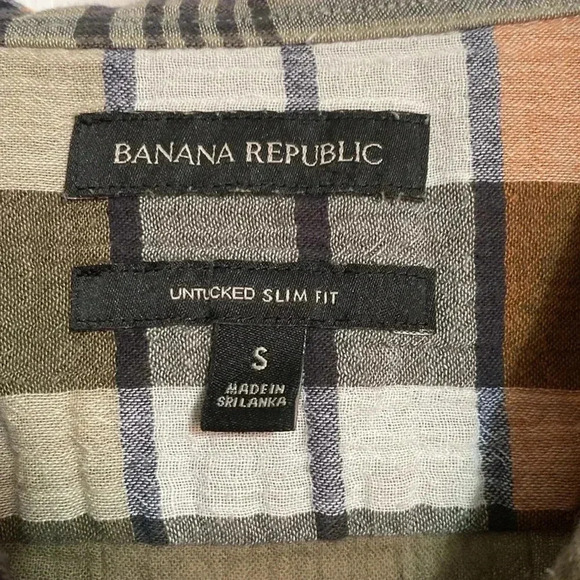 BANANA REPUBLIC
UNTUCKED SLIM FIT
S
MADE IN
SRI LANKA